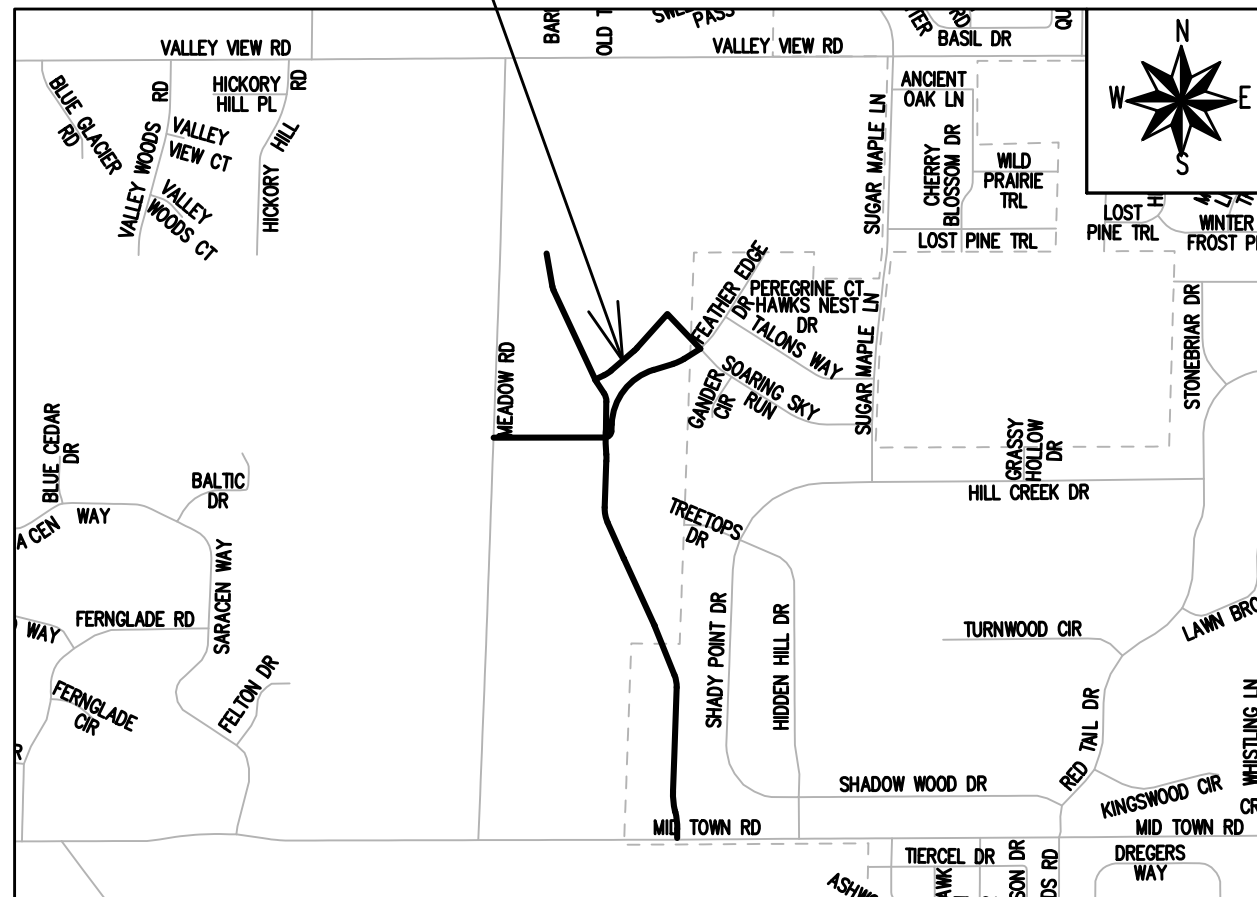 PASS
VALLEY VIEW RD
VALLEY VIEW RD
BASIL DR
N
W
E
S
BLUE GLACIER
RD
VALLEY WOODS RD
HICKORY
HILL PL
HICKORY HILL RD
VALLEY
VIEW CT
VALLEY
WOODS CT
SUGAR MAPLE LN
ANCIENT
OAK LN
CHERRY
BLOSSOM DR
WILD
PRAIRIE
TRL
LOST PINE TRL
LOST
PINE TRL
WINTER
FROST
FEATHER EDGE
DR
PEREGRINE CT
HAWKS NEST
DR
TALONS WAY
SUGAR MAPLE LN
SOARING SKY
RUN
GANDER
CIR
STONEBRIAR DR
MEADOW RD
BLUE CEDAR
DR
BALTIC
DR
WAY
GRASSY
HOLLOW
DR
HILL CREEK DR
TREETOPS
DR
SARACEN WAY
FERNGLADE RD
WAY
SHADY POINT DR
HIDDEN HILL DR
TURNWOOD CIR
LAWN
FELTON DR
FERNGLADE
CIR
RED TAIL DR
WHISTLING LN
SHADOW WOOD DR
KINGSWOOD CIR
MID TOWN RD
MID TOWN RD
TIERCEL DR
DREGERS
WAY